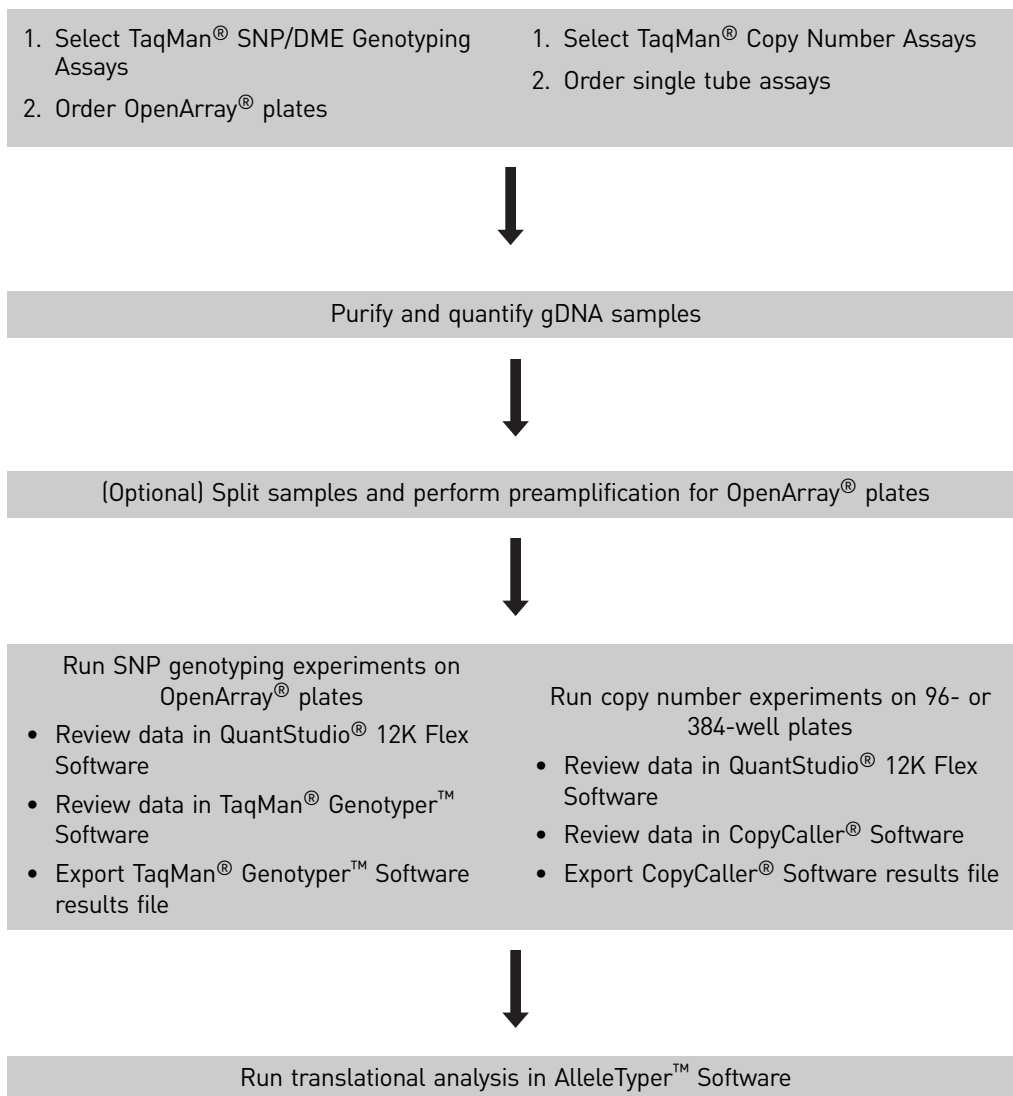 1. Select TaqMan® SNP/DME Genotyping
Assays
2. Order OpenArray® plates
1. Select TaqMan® Copy Number Assays
2. Order single tube assays
Purify and quantify gDNA samples
(Optional) Split samples and perform preamplification for OpenArray® plates
Run SNP genotyping experiments on
OpenArray® plates
• Review data in QuantStudio® 12K Flex
Software
• Review data in TaqMan® Genotyper™
Software
• Export TaqMan® Genotyper™ Software
results file
Run copy number experiments on 96- or
384-well plates
• Review data in QuantStudio® 12K Flex
Software
• Review data in CopyCaller® Software
• Export CopyCaller® Software results file
Run translational analysis in AlleleTyper™ Software